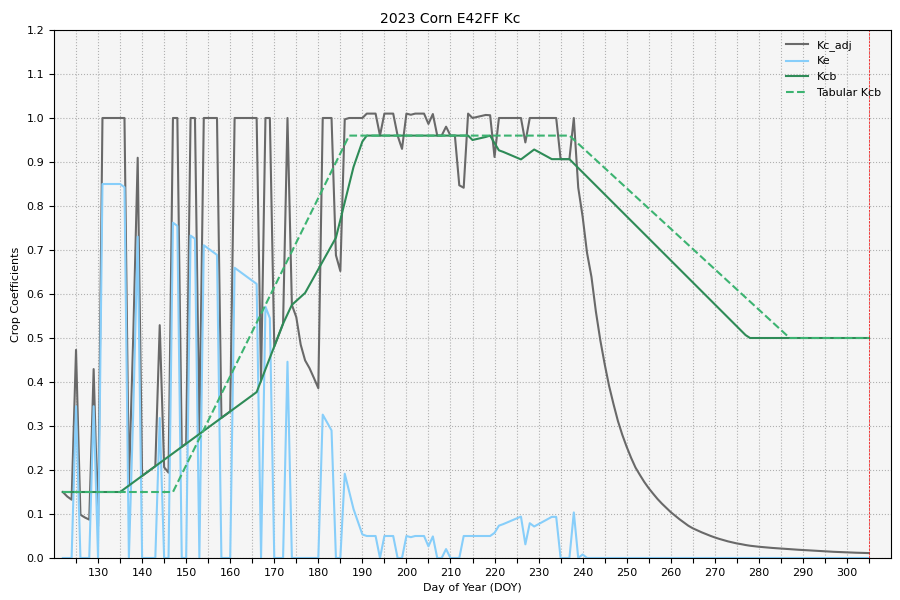 2023 Corn E42FF Kc
1.2
1.1
1.0
0.9
0.8
0.7
0.6
0.5
0.4
0.3
0.2
0.1
0.0
Crop Coefficients
Kc_adj
Ke
Kcb
Tabular Kcb
130 140 150 160 170 180 190 200 210 220 230 240 250 260 270 280 290 300
Day of Year (DOY)